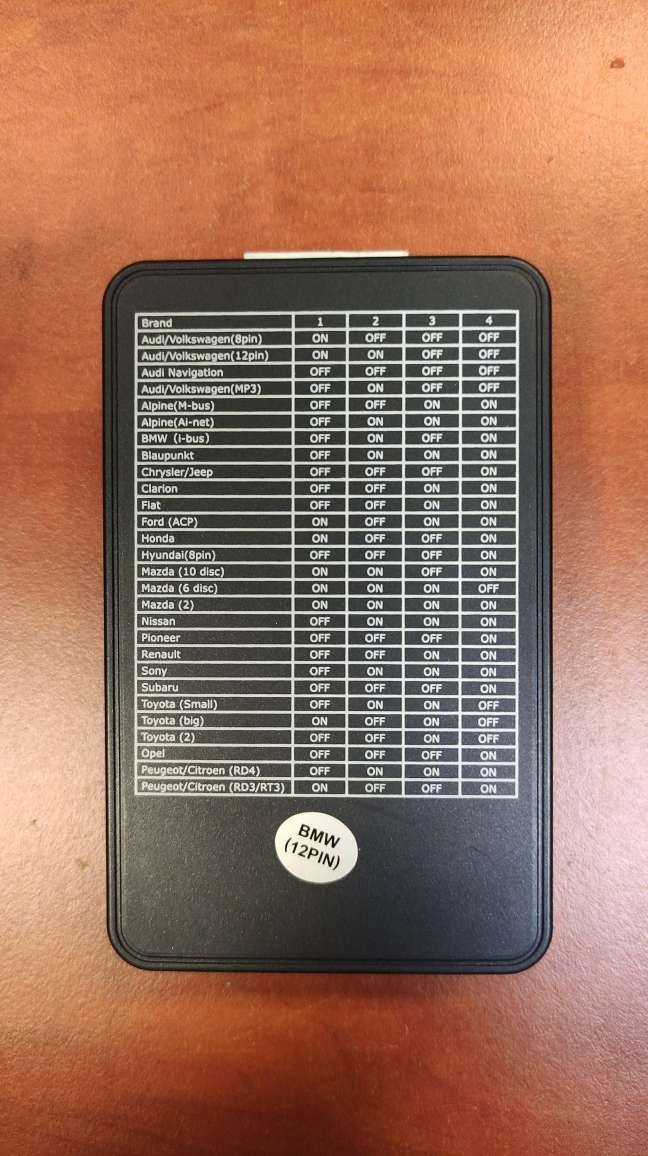 Brand 1 2 3 4
Audi/Volkswagen(8pin) ON OFF OFF OFF
Audi/Volkswagen(12pin) ON ON OFF OFF
Audi Navigation OFF OFF OFF OFF
Audi/Volkswagen(MP3) OFF ON OFF OFF
Alpine(M-bus) OFF OFF ON ON
Alpine(Ai-net) OFF OFF ON ON
BMW (i-bus) ON ON OFF ON
Blaupunkt OFF OFF ON ON
Chrysler/Jeep OFF OFF OFF ON
Clarion OFF OFF ON ON
Fiat OFF OFF ON ON
Ford (ACP) ON OFF ON ON
Honda ON ON OFF ON
Hyundai(8pin) OFF OFF OFF ON
Mazda (10 disc) ON ON OFF ON
Mazda (6 disc) ON ON ON OFF
Mazda (2) ON ON ON ON
Nissan OFF OFF ON ON
Pioneer OFF OFF OFF ON
Renault OFF OFF ON ON
Sony ON ON ON ON
Subaru OFF OFF OFF ON
Toyota (Small) OFF OFF ON OFF
Toyota (big) ON OFF ON OFF
Toyota (2) OFF OFF ON OFF
Opel OFF OFF OFF ON
Peugeot/Citroen (RD4) OFF ON ON ON
Peugeot/Citroen (RD3/RT3) ON OFF OFF ON
BMW
(12PIN)